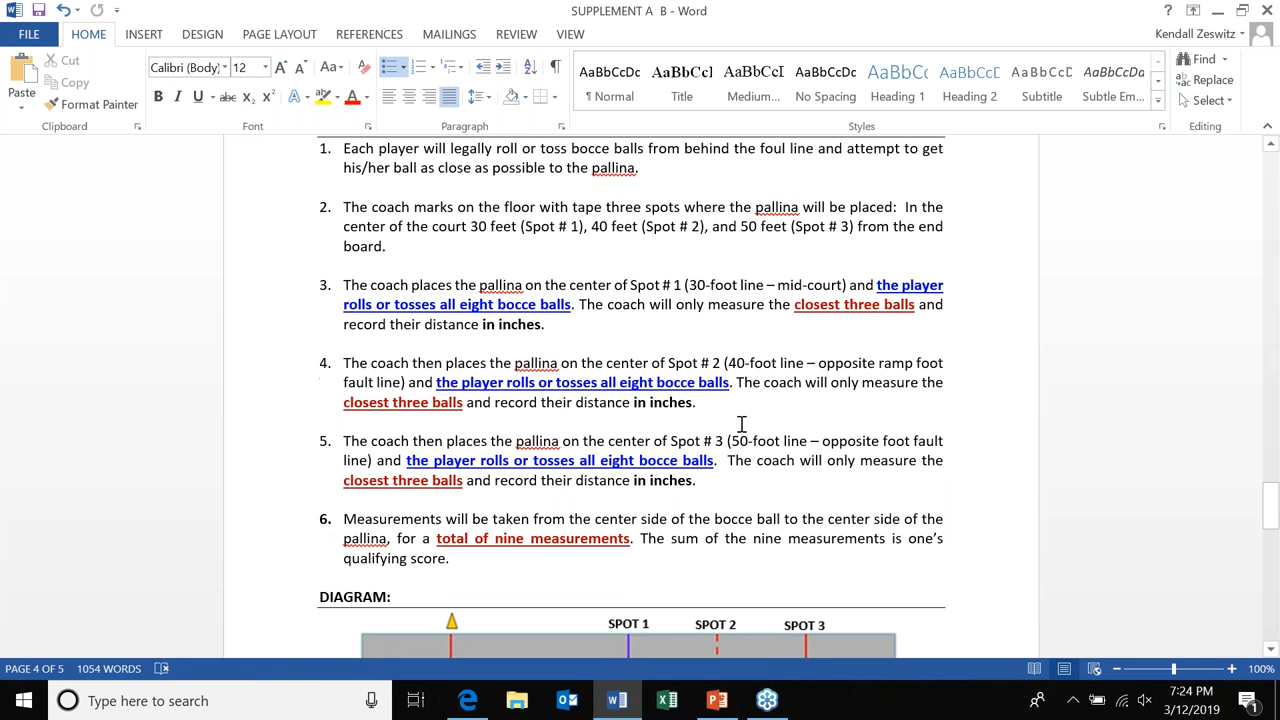 SUPPLEMENT A B - Word
FILE HOME INSERT DESIGN PAGE LAYOUT REFERENCES MAILINGS REVIEW VIEW Kendall Zeswitz
Paste Cut Copy Format Painter Clipboard
Calibri (Body) 12 Font
Paragraph
AaBbCcDc ¶ Normal
AaBbCcl Title
AaBbCcI Medium...
AaBbCcDc No Spacing
AaBbCc Heading 1
AaBbCcDc Heading 2
AaBbCcDc Subtitle
AaBbCcDc Subtle Em...
Styles
Find Replace Select Editing
1. Each player will legally roll or toss bocce balls from behind the foul line and attempt to get
his/her ball as close as possible to the pallina.
2. The coach marks on the floor with tape three spots where the pallina will be placed: In the
center of the court 30 feet (Spot # 1), 40 feet (Spot # 2), and 50 feet (Spot # 3) from the end
board.
3. The coach places the pallina on the center of Spot # 1 (30-foot line – mid-court) and the player
rolls or tosses all eight bocce balls. The coach will only measure the closest three balls and
record their distance in inches.
4. The coach then places the pallina on the center of Spot # 2 (40-foot line – opposite ramp foot
fault line) and the player rolls or tosses all eight bocce balls. The coach will only measure the
closest three balls and record their distance in inches.
5. The coach then places the pallina on the center of Spot # 3 (50-foot line – opposite foot fault
line) and the player rolls or tosses all eight bocce balls. The coach will only measure the
closest three balls and record their distance in inches.
6. Measurements will be taken from the center side of the bocce ball to the center side of the
pallina, for a total of nine measurements. The sum of the nine measurements is one’s
qualifying score.
DIAGRAM:
SPOT 1 SPOT 2 SPOT 3
PAGE 4 OF 5 1054 WORDS 100%
Type here to search
7:24 PM
3/12/2019